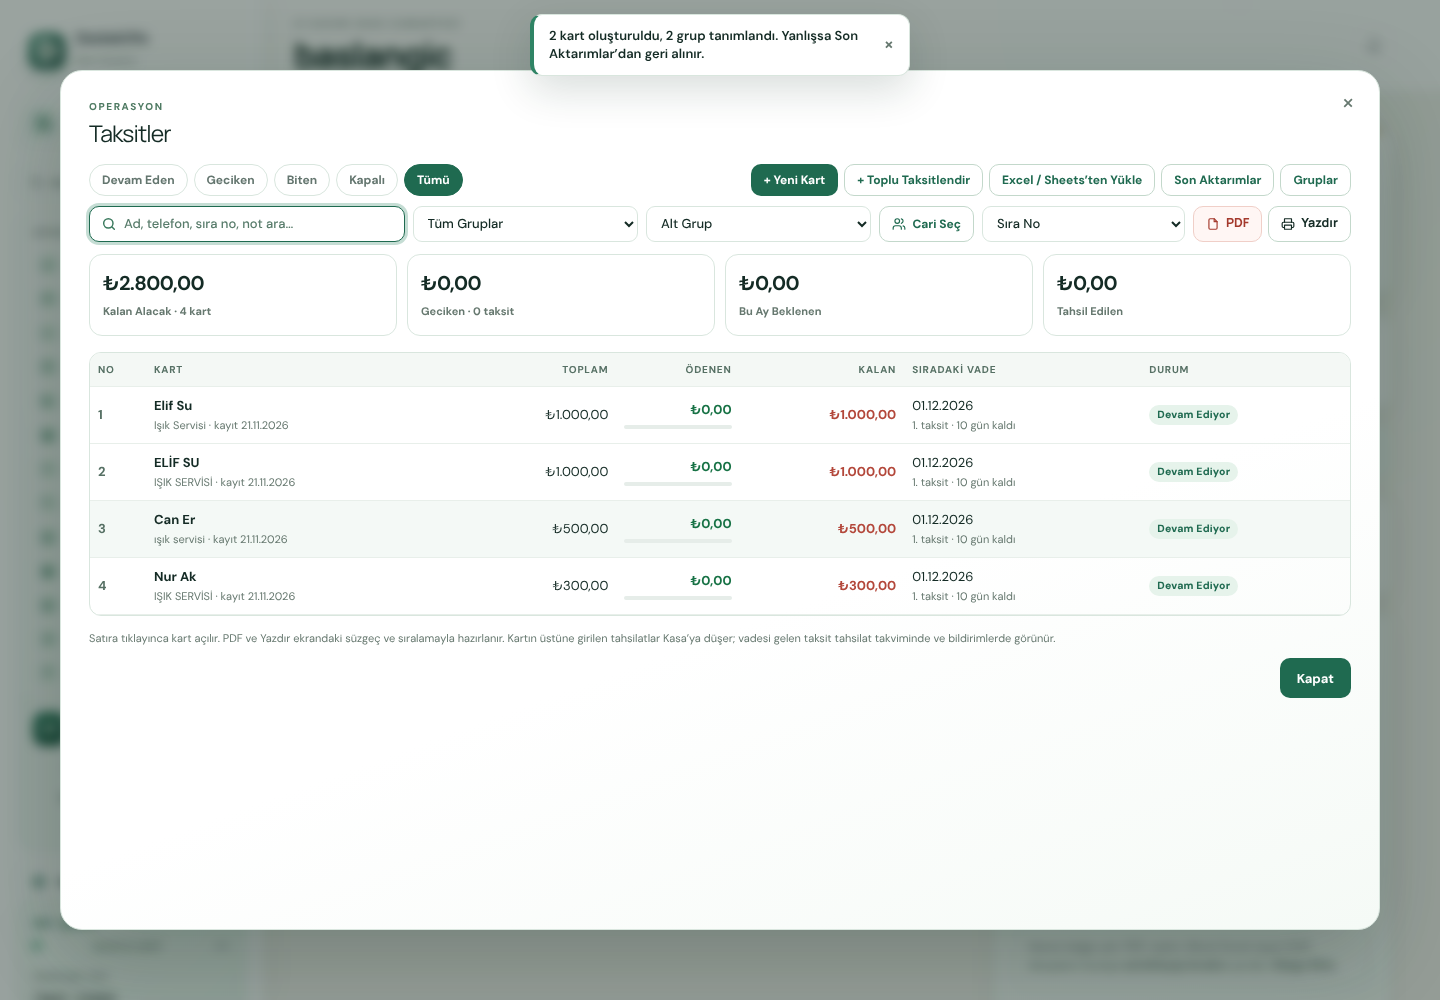 2 kart oluşturuldu, 2 grup tanımlandı. Yanlışsa Son
Aktarımlar’dan geri alınır.
×
OPERASYON
×
Taksitler
Devam Eden
Geciken
Biten
Kapalı
Tümü
+ Yeni Kart
+ Toplu Taksitlendir
Excel / Sheets’ten Yükle
Son Aktarımlar
Gruplar
Ad, telefon, sıra no, not ara...
Tüm Gruplar
Alt Grup
Cari Seç
Sıra No
PDF
Yazdır
₺2.800,00
Kalan Alacak · 4 kart
₺0,00
Geciken · 0 taksit
₺0,00
Bu Ay Beklenen
₺0,00
Tahsil Edilen
NO KART TOPLAM ÖDENEN KALAN SIRADAKİ VADE DURUM
1 Elif Su ₺1.000,00 ₺0,00 ₺1.000,00 01.12.2026 Devam Ediyor
Işık Servisi · kayıt 21.11.2026 1. taksit · 10 gün kaldı
2 ELİF SU ₺1.000,00 ₺0,00 ₺1.000,00 01.12.2026 Devam Ediyor
IŞIK SERVİSİ · kayıt 21.11.2026 1. taksit · 10 gün kaldı
3 Can Er ₺500,00 ₺0,00 ₺500,00 01.12.2026 Devam Ediyor
ışık servisi · kayıt 21.11.2026 1. taksit · 10 gün kaldı
4 Nur Ak ₺300,00 ₺0,00 ₺300,00 01.12.2026 Devam Ediyor
IŞIK SERVİSİ · kayıt 21.11.2026 1. taksit · 10 gün kaldı
Satıra tıklayınca kart açılır. PDF ve Yazdır ekrandaki süzgeç ve sıralamayla hazırlanır. Kartın üstüne girilen tahsilatlar Kasa’ya düşer; vadesi gelen taksit tahsilat takviminde ve bildirimlerde görünür.
Kapat